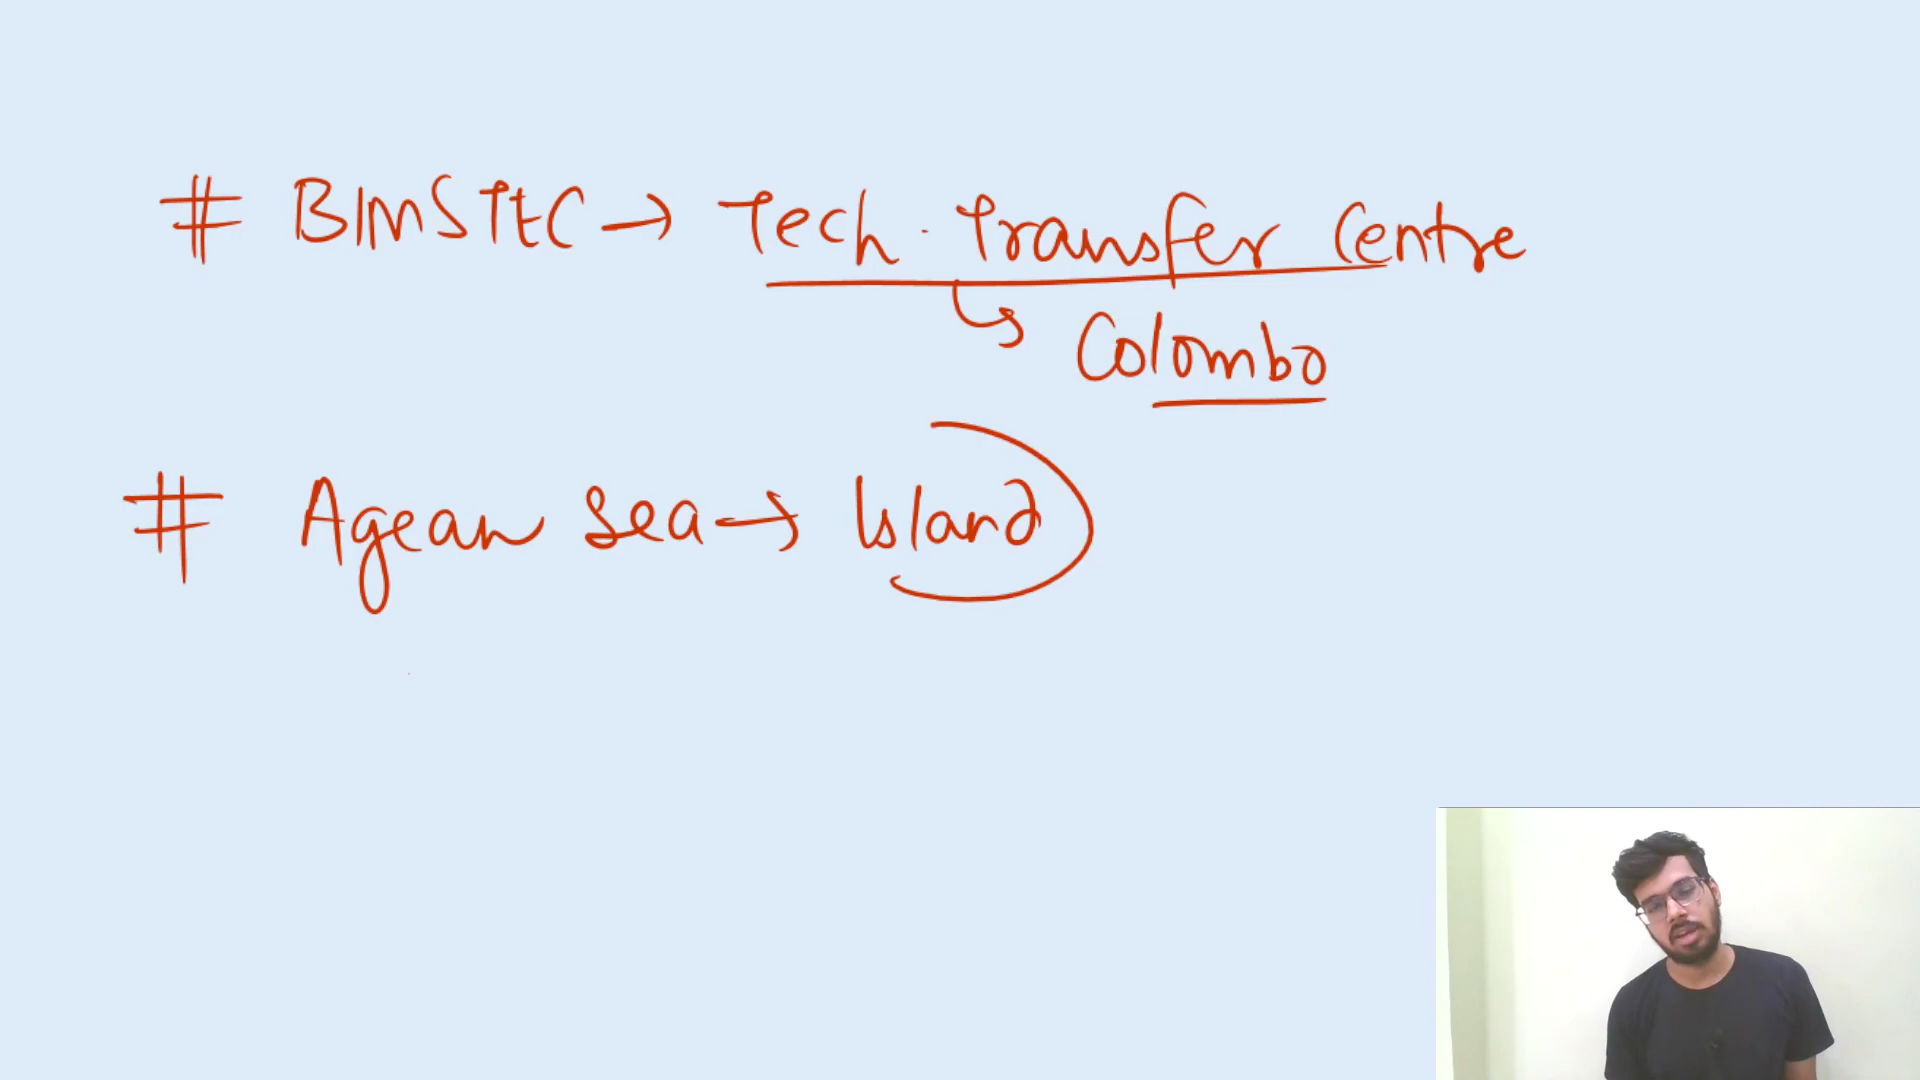 # BIMSTEC → Tech. Transfer Centre
↳ Colombo
# Agean Sea → Island